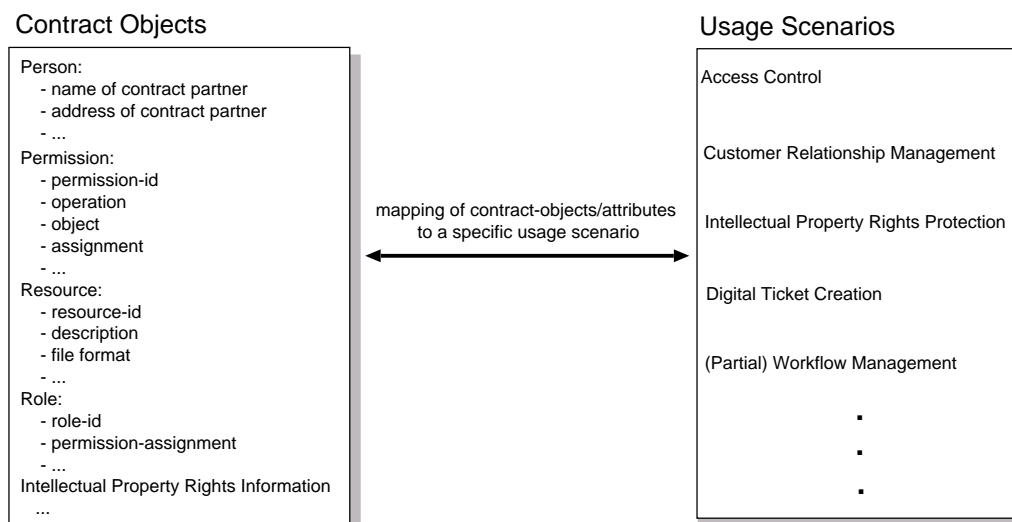 Contract Objects
Person:
- name of contract partner
- address of contract partner
- ...
Permission:
- permission-id
- operation
- object
- assignment
- ...
Resource:
- resource-id
- description
- file format
- ...
Role:
- role-id
- permission-assignment
- ...
Intellectual Property Rights Information
...
mapping of contract-objects/attributes
to a specific usage scenario
Usage Scenarios
Access Control
Customer Relationship Management
Intellectual Property Rights Protection
Digital Ticket Creation
(Partial) Workflow Management
.
.
.